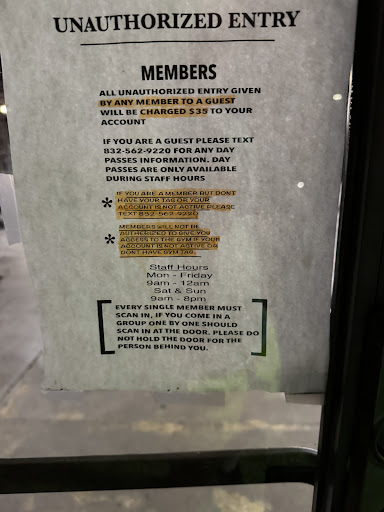 UNAUTHORIZED ENTRY
MEMBERS
ALL UNAUTHORIZED ENTRY GIVEN
BY ANY MEMBER TO A GUEST
WILL BE CHARGED $35 TO YOUR
ACCOUNT
IF YOU ARE A GUEST PLEASE TEXT
832-562-9220 FOR ANY DAY
PASSES INFORMATION. DAY
PASSES ARE ONLY AVAILABLE
DURING STAFF HOURS
* IF YOU ARE A MEMBER BUT DONT
HAVE YOUR TAG OR YOUR
ACCOUNT IS NOT ACTIVE PLEASE
TEXT 832-562-9220
* MEMBERS WILL NOT BE
AUTHERIZED TO GIVE YOU
ACCESS TO THE GYM IF YOUR
ACCOUNT IS NOT ACTIVE OR
DONT HAVE GYM TAG.
Staff Hours
Mon - Friday
9am - 12am
Sat & Sun
9am - 8pm
[EVERY SINGLE MEMBER MUST
SCAN IN, IF YOU COME IN A
GROUP ONE BY ONE SHOULD
SCAN IN AT THE DOOR. PLEASE DO
NOT HOLD THE DOOR FOR THE
PERSON BEHIND YOU.]